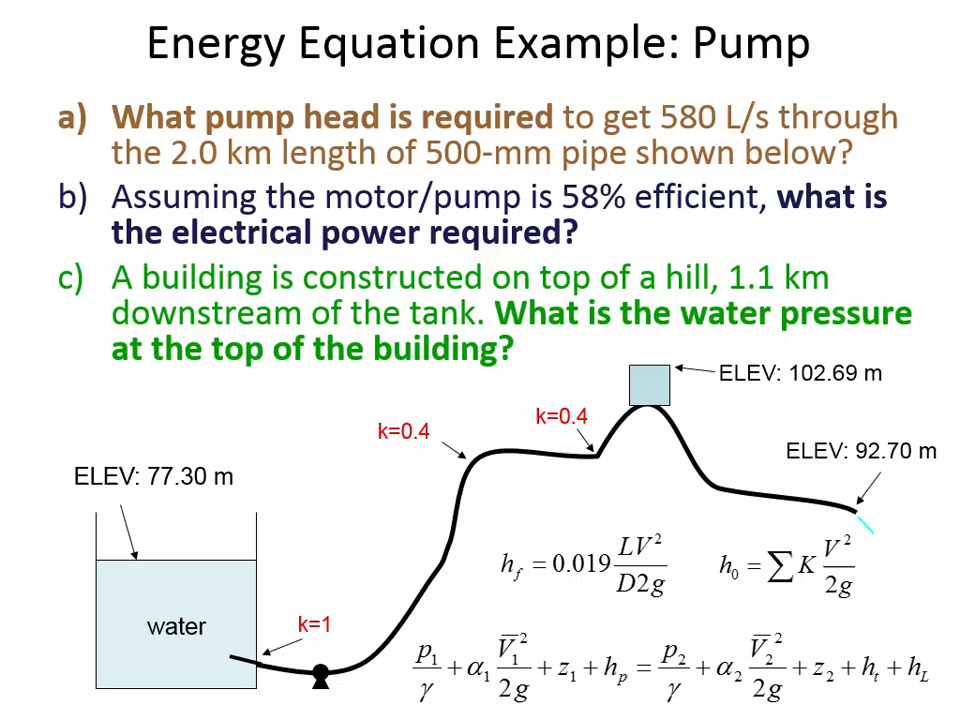 Energy Equation Example: Pump
a) What pump head is required to get 580 L/s through
the 2.0 km length of 500-mm pipe shown below?
b) Assuming the motor/pump is 58% efficient, what is
the electrical power required?
c) A building is constructed on top of a hill, 1.1 km
downstream of the tank. What is the water pressure
at the top of the building?
ELEV: 102.69 m
k=0.4
k=0.4
ELEV: 92.70 m
ELEV: 77.30 m
h_f = 0.019 LV²/D2g
h_0 = ∑ K V²/2g
water
k=1
p₁/γ + α₁ V̅₁²/2g + z₁ + h_p = p₂/γ + α₂ V̅₂²/2g + z₂ + h_t + h_L